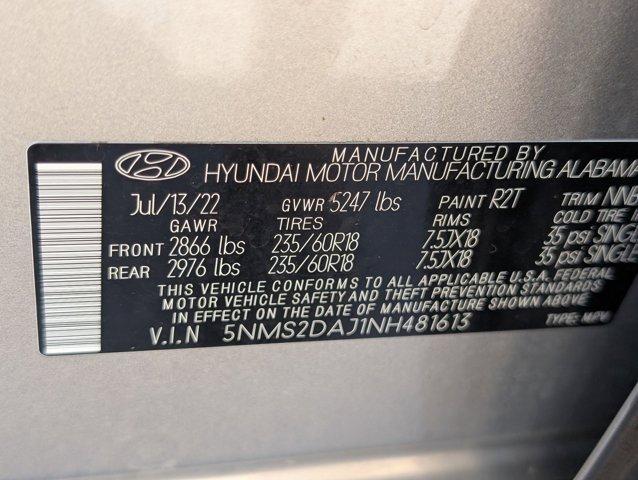 MANUFACTURED BY
HYUNDAI MOTOR MANUFACTURING ALABAMA
Jul/13/22 GVWR 5247 lbs PAINT R2T TRIM NNB
GAWR TIRES RIMS COLD TIRE
FRONT 2866 lbs 235/60R18 7.5JX18 35 psi SINGLE
REAR 2976 lbs 235/60R18 7.5JX18 35 psi SINGLE
THIS VEHICLE CONFORMS TO ALL APPLICABLE U.S.A. FEDERAL
MOTOR VEHICLE SAFETY AND THEFT PREVENTION STANDARDS
IN EFFECT ON THE DATE OF MANUFACTURE SHOWN ABOVE.
V.I.N 5NMS2DAJ1NH481613 TYPE: MPV